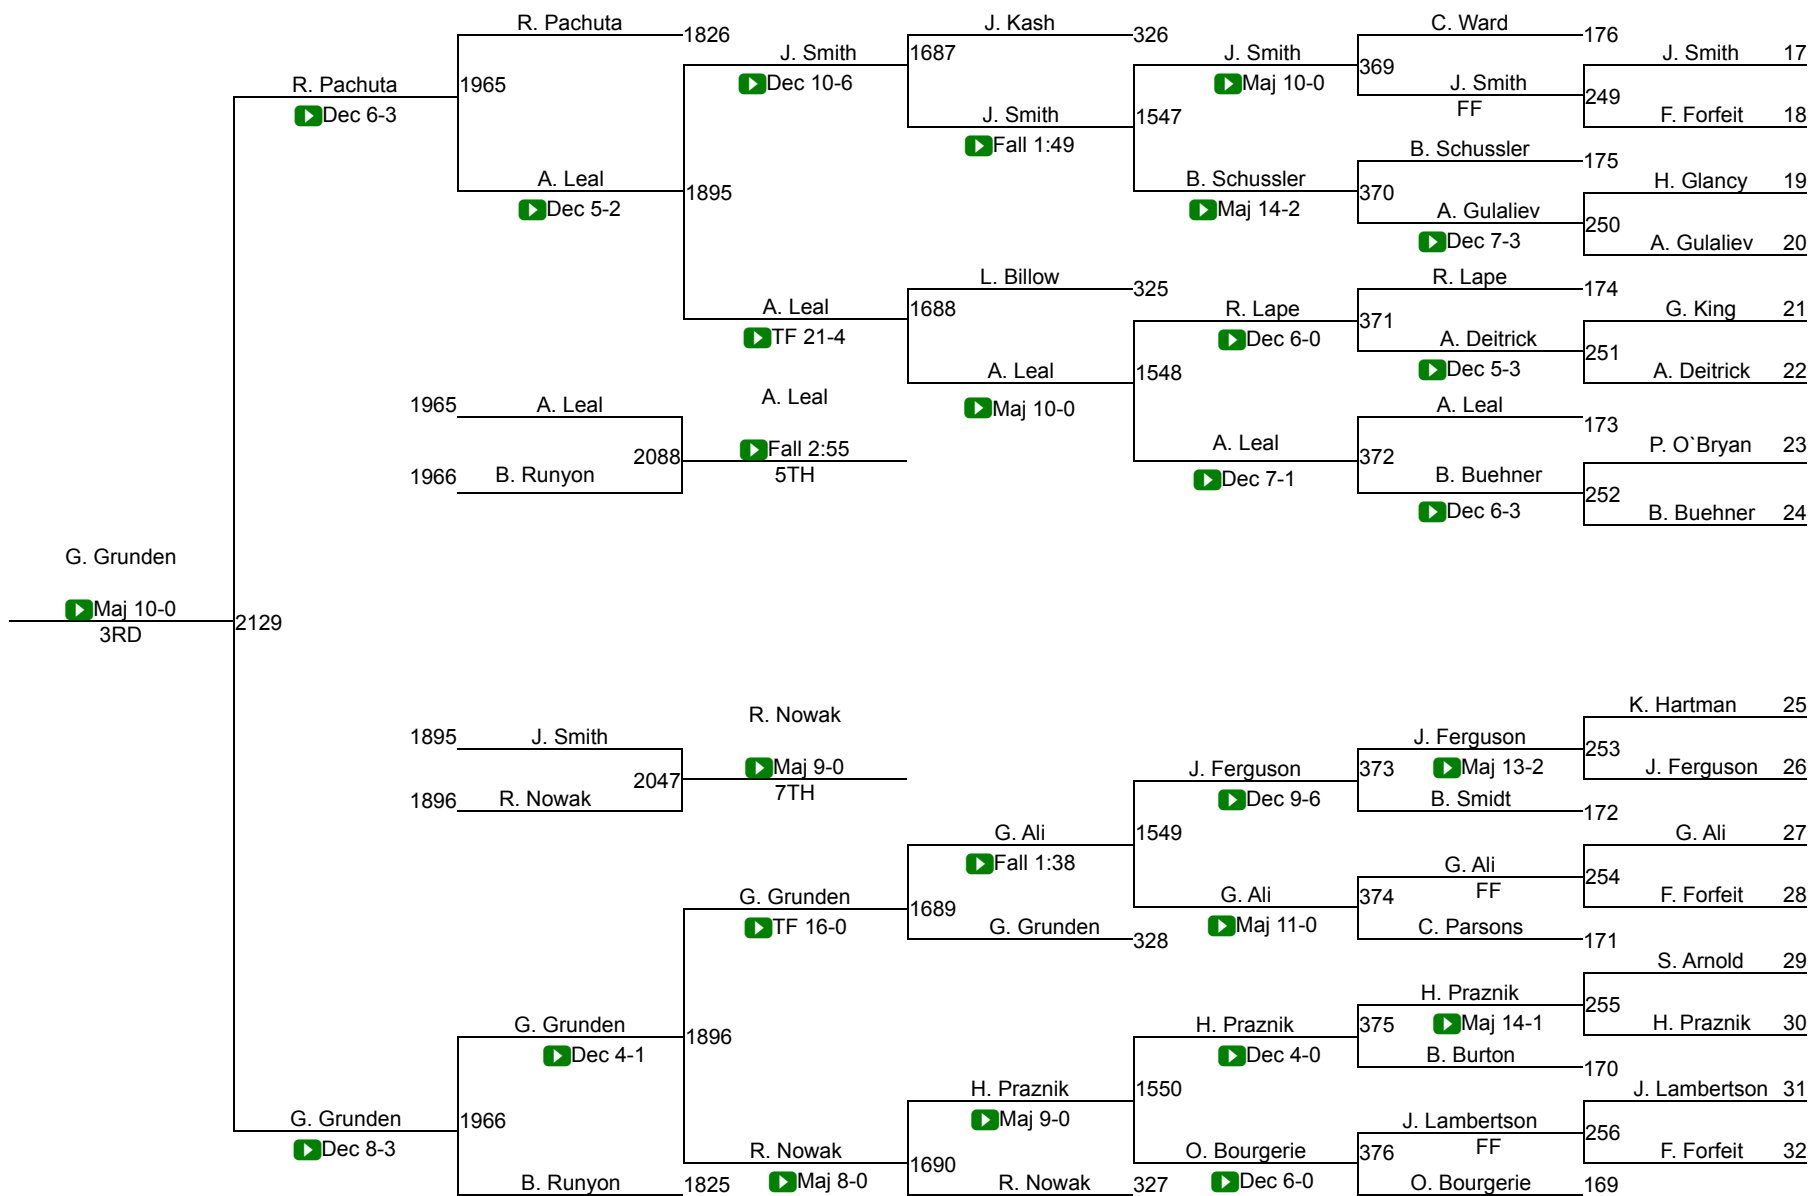 R. Pachuta
1826
J. Kash
326
C. Ward
176
J. Smith
1687
J. Smith
369
J. Smith 17
R. Pachuta
1965
Dec 10-6
Maj 10-0
J. Smith
249
Dec 6-3
FF
F. Forfeit 18
J. Smith
1547
Fall 1:49
B. Schussler
175
A. Leal
1895
B. Schussler
370
H. Glancy 19
Dec 5-2
Maj 14-2
A. Gulaliev
250
Dec 7-3
A. Gulaliev 20
L. Billow
325
R. Lape
174
A. Leal
1688
R. Lape
371
G. King 21
TF 21-4
Dec 6-0
A. Deitrick
251
A. Leal
1548
Dec 5-3
A. Deitrick 22
1965
A. Leal
A. Leal
Maj 10-0
A. Leal
173
2088
Fall 2:55
A. Leal
372
P. O`Bryan 23
1966
B. Runyon
5TH
Dec 7-1
B. Buehner
252
Dec 6-3
B. Buehner 24
G. Grunden
Maj 10-0
2129
3RD
K. Hartman 25
R. Nowak
1895
J. Smith
J. Ferguson
253
2047
Maj 9-0
J. Ferguson
373
Maj 13-2
J. Ferguson 26
1896
R. Nowak
7TH
Dec 9-6
B. Smidt
172
G. Ali
1549
G. Ali 27
Fall 1:38
G. Ali
254
G. Grunden
1689
G. Ali
374
FF
F. Forfeit 28
TF 16-0
G. Grunden
328
Maj 11-0
C. Parsons
171
S. Arnold 29
H. Praznik
255
G. Grunden
1896
H. Praznik
375
Maj 14-1
H. Praznik 30
Dec 4-1
Dec 4-0
B. Burton
170
H. Praznik
1550
J. Lambertson 31
G. Grunden
1966
Maj 9-0
J. Lambertson
256
Dec 8-3
R. Nowak
1690
O. Bourgerie
376
FF
F. Forfeit 32
B. Runyon
1825
Maj 8-0
R. Nowak
327
Dec 6-0
O. Bourgerie
169